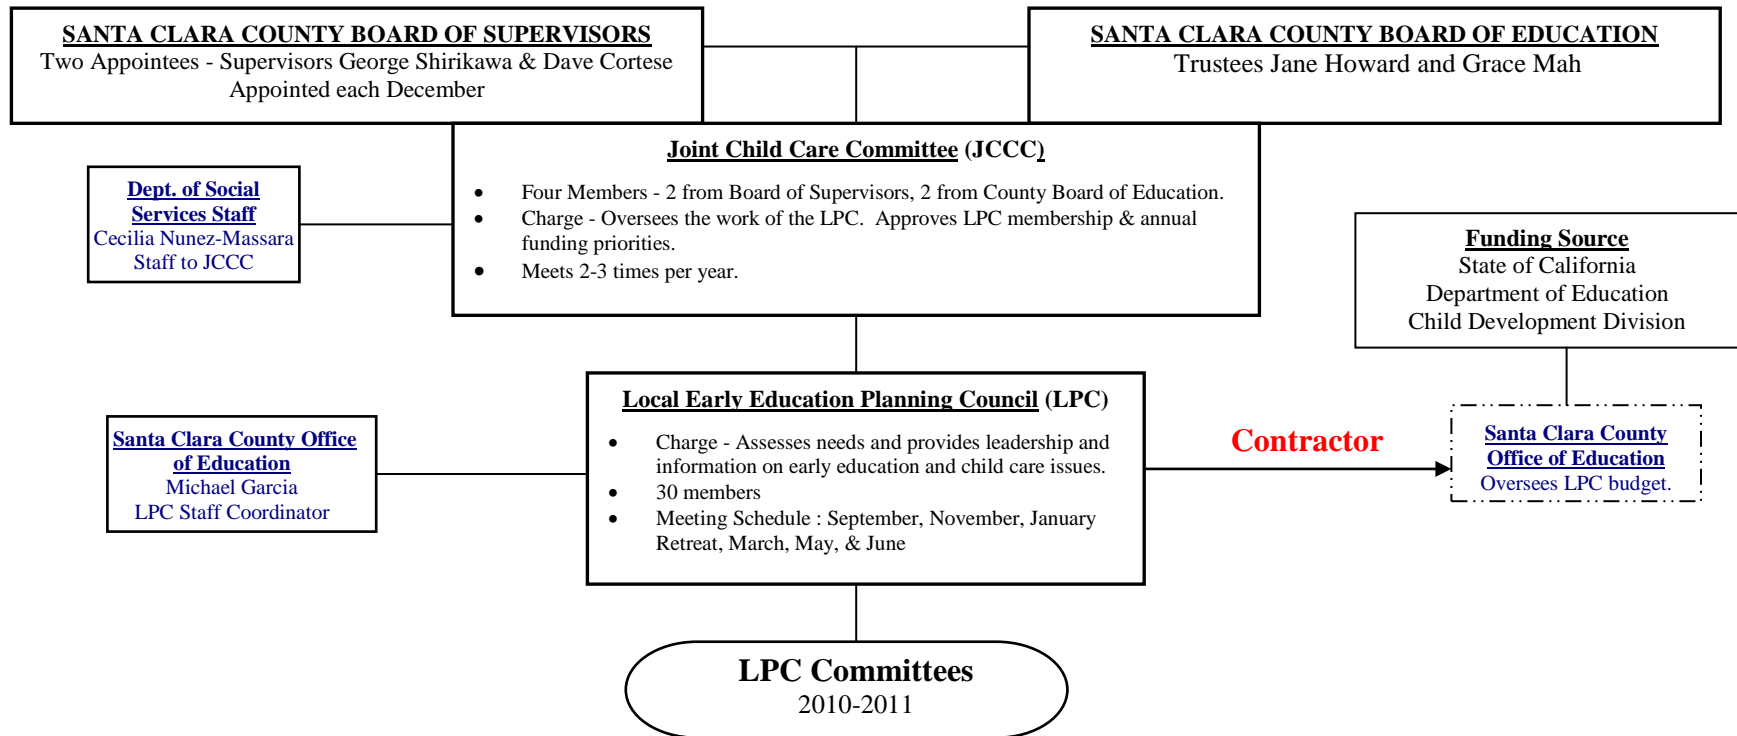 SANTA CLARA COUNTY BOARD OF SUPERVISORS
Two Appointees - Supervisors George Shirikawa & Dave Cortese
Appointed each December
SANTA CLARA COUNTY BOARD OF EDUCATION
Trustees Jane Howard and Grace Mah
Joint Child Care Committee (JCCC)
• Four Members - 2 from Board of Supervisors, 2 from County Board of Education.
• Charge - Oversees the work of the LPC. Approves LPC membership & annual
funding priorities.
• Meets 2-3 times per year.
Dept. of Social
Services Staff
Cecilia Nunez-Massara
Staff to JCCC
Funding Source
State of California
Department of Education
Child Development Division
Local Early Education Planning Council (LPC)
• Charge - Assesses needs and provides leadership and
information on early education and child care issues.
• 30 members
• Meeting Schedule : September, November, January
Retreat, March, May, & June
Santa Clara County Office
of Education
Michael Garcia
LPC Staff Coordinator
Contractor
Santa Clara County
Office of Education
Oversees LPC budget.
LPC Committees
2010-2011